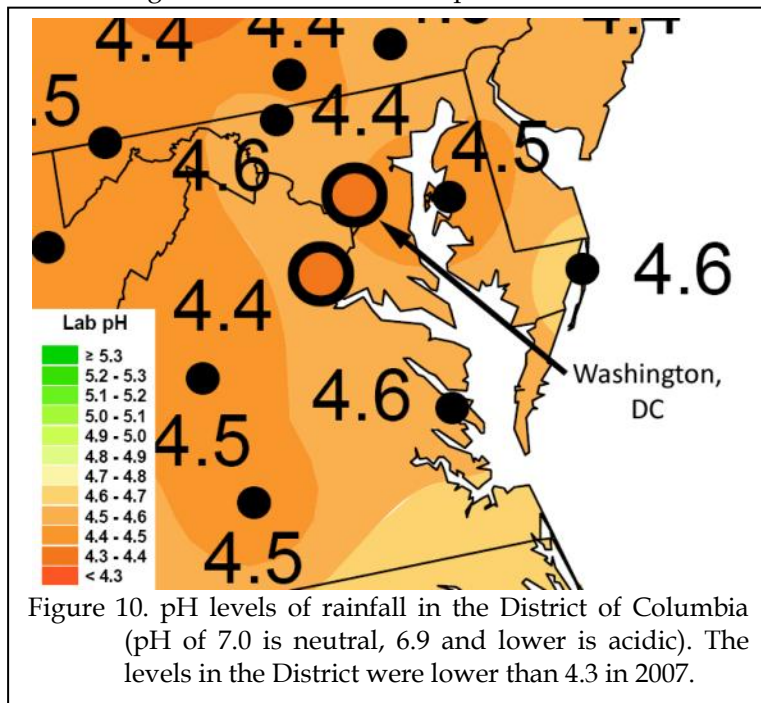 4.4
4.4
4.5
4.4
4.6
4.6
4.4
Lab pH
≥ 5.3
5.2 - 5.3
5.1 - 5.2
5.0 - 5.1
4.9 - 5.0
4.8 - 4.9
4.7 - 4.8
4.6 - 4.7
4.5 - 4.6
4.4 - 4.5
4.3 - 4.4
< 4.3
Washington,
DC
4.6
4.5
4.5
Figure 10. pH levels of rainfall in the District of Columbia
(pH of 7.0 is neutral, 6.9 and lower is acidic). The
levels in the District were lower than 4.3 in 2007.